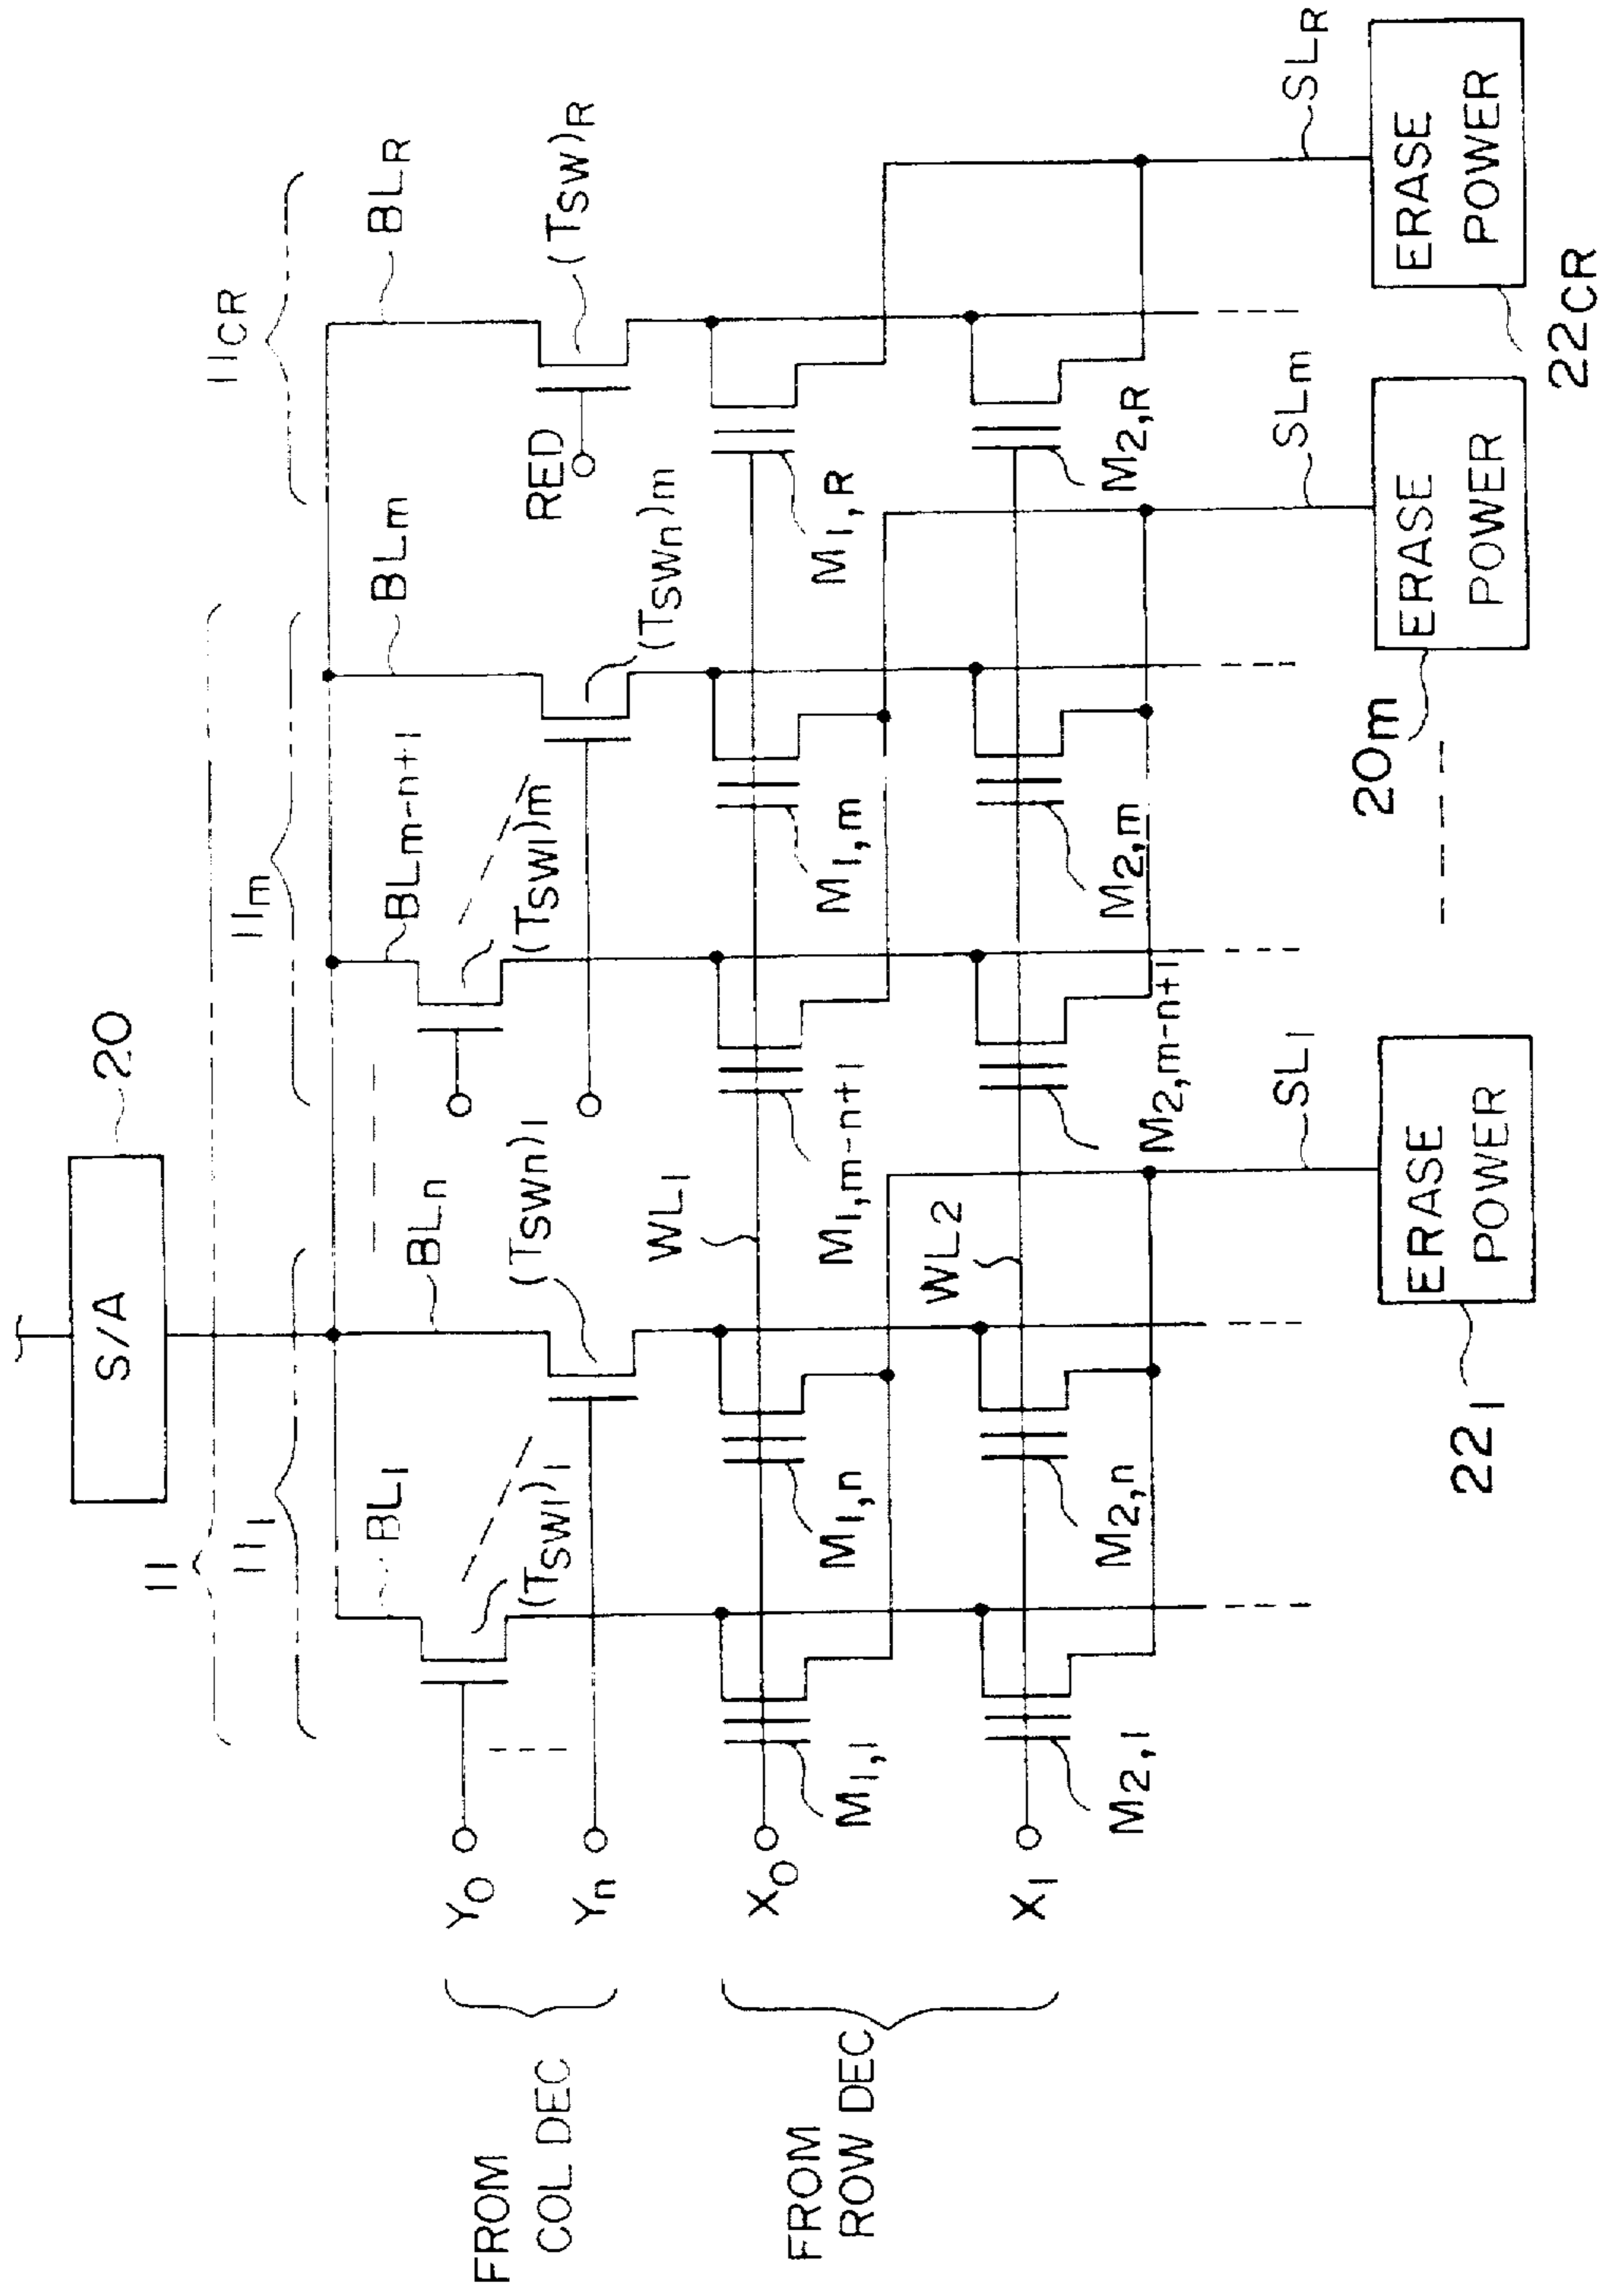 S/A
20
11
11₁
11m
11CR
BL₁
BLn
BLm-n+1
BLm
BLR
(TSW1)1
(TSWn)1
(TSW1)m
(TSWn)m
(TSW)R
RED
Y0
Yn
FROM
COL DEC
X0
X1
FROM
ROW DEC
WL1
WL2
M1,1
M1,n
M1,m-n+1
M1,m
M1,R
M2,1
M2,n
M2,m-n+1
M2,m
M2,R
SL1
SLm
SLR
ERASE
POWER
22₁
ERASE
POWER
20m
ERASE
POWER
22CR